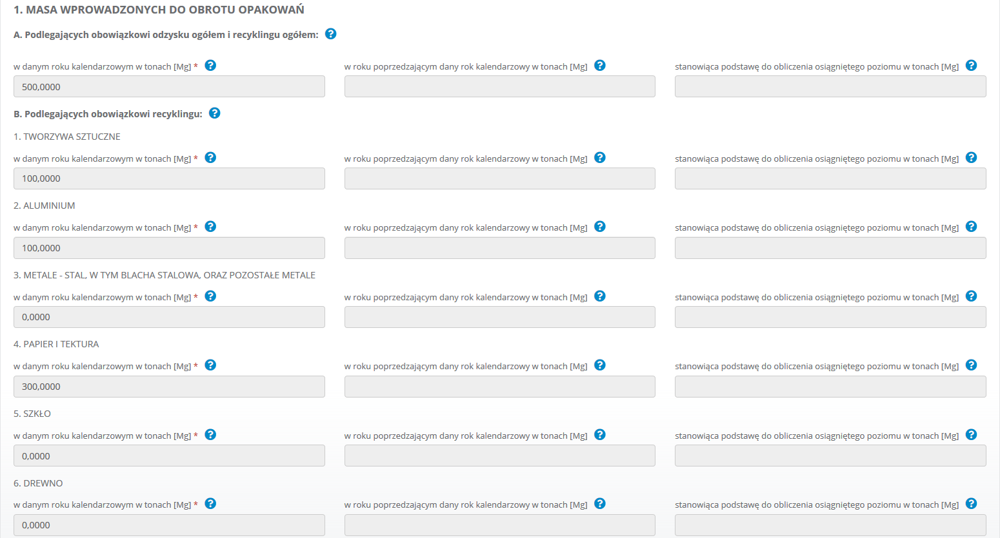 1. MASA WPROWADZONYCH DO OBROTU OPAKOWAŃ
A. Podlegających obowiązkowi odzysku ogółem i recyklingu ogółem: ?
w danym roku kalendarzowym w tonach [Mg] * ? w roku poprzedzającym dany rok kalendarzowy w tonach [Mg] ? stanowiąca podstawę do obliczenia osiągniętego poziomu w tonach [Mg] ?
500,0000
B. Podlegających obowiązkowi recyklingu: ?
1. TWORZYWA SZTUCZNE
w danym roku kalendarzowym w tonach [Mg] * ? w roku poprzedzającym dany rok kalendarzowy w tonach [Mg] ? stanowiąca podstawę do obliczenia osiągniętego poziomu w tonach [Mg] ?
100,0000
2. ALUMINIUM
w danym roku kalendarzowym w tonach [Mg] * ? w roku poprzedzającym dany rok kalendarzowy w tonach [Mg] ? stanowiąca podstawę do obliczenia osiągniętego poziomu w tonach [Mg] ?
100,0000
3. METALE - STAL, W TYM BLACHA STALOWA, ORAZ POZOSTAŁE METALE
w danym roku kalendarzowym w tonach [Mg] * ? w roku poprzedzającym dany rok kalendarzowy w tonach [Mg] ? stanowiąca podstawę do obliczenia osiągniętego poziomu w tonach [Mg] ?
0,0000
4. PAPIER I TEKTURA
w danym roku kalendarzowym w tonach [Mg] * ? w roku poprzedzającym dany rok kalendarzowy w tonach [Mg] ? stanowiąca podstawę do obliczenia osiągniętego poziomu w tonach [Mg] ?
300,0000
5. SZKŁO
w danym roku kalendarzowym w tonach [Mg] * ? w roku poprzedzającym dany rok kalendarzowy w tonach [Mg] ? stanowiąca podstawę do obliczenia osiągniętego poziomu w tonach [Mg] ?
0,0000
6. DREWNO
w danym roku kalendarzowym w tonach [Mg] * ? w roku poprzedzającym dany rok kalendarzowy w tonach [Mg] ? stanowiąca podstawę do obliczenia osiągniętego poziomu w tonach [Mg] ?
0,0000